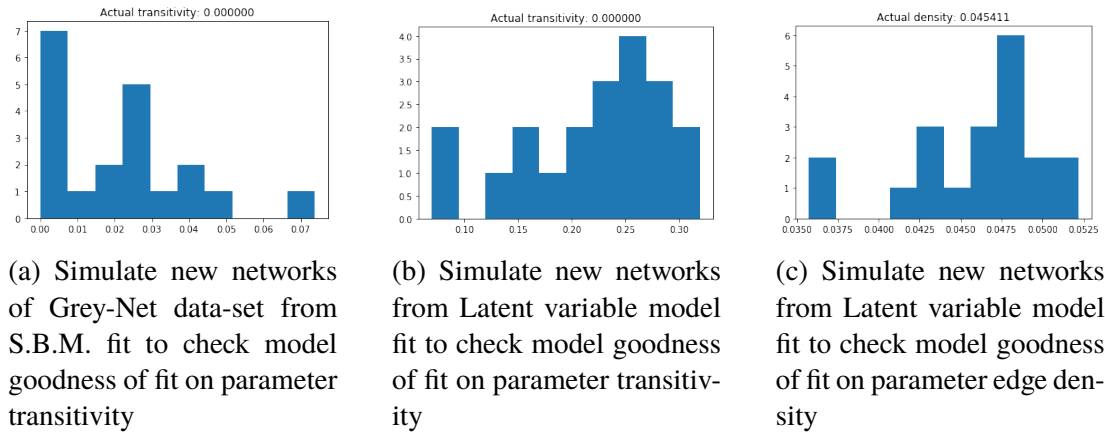 Actual transitivity: 0.000000
7
6
5
4
3
2
1
0
0.00 0.01 0.02 0.03 0.04 0.05 0.06 0.07
(a) Simulate new networks
of Grey-Net data-set from
S.B.M. fit to check model
goodness of fit on parameter
transitivity
Actual transitivity: 0.000000
4.0
3.5
3.0
2.5
2.0
1.5
1.0
0.5
0.0
0.10 0.15 0.20 0.25 0.30
(b) Simulate new networks
from Latent variable model
fit to check model goodness
of fit on parameter transitiv-
ity
Actual density: 0.045411
6
5
4
3
2
1
0
0.0350 0.0375 0.0400 0.0425 0.0450 0.0475 0.0500 0.0525
(c) Simulate new networks
from Latent variable model
fit to check model goodness
of fit on parameter edge den-
sity